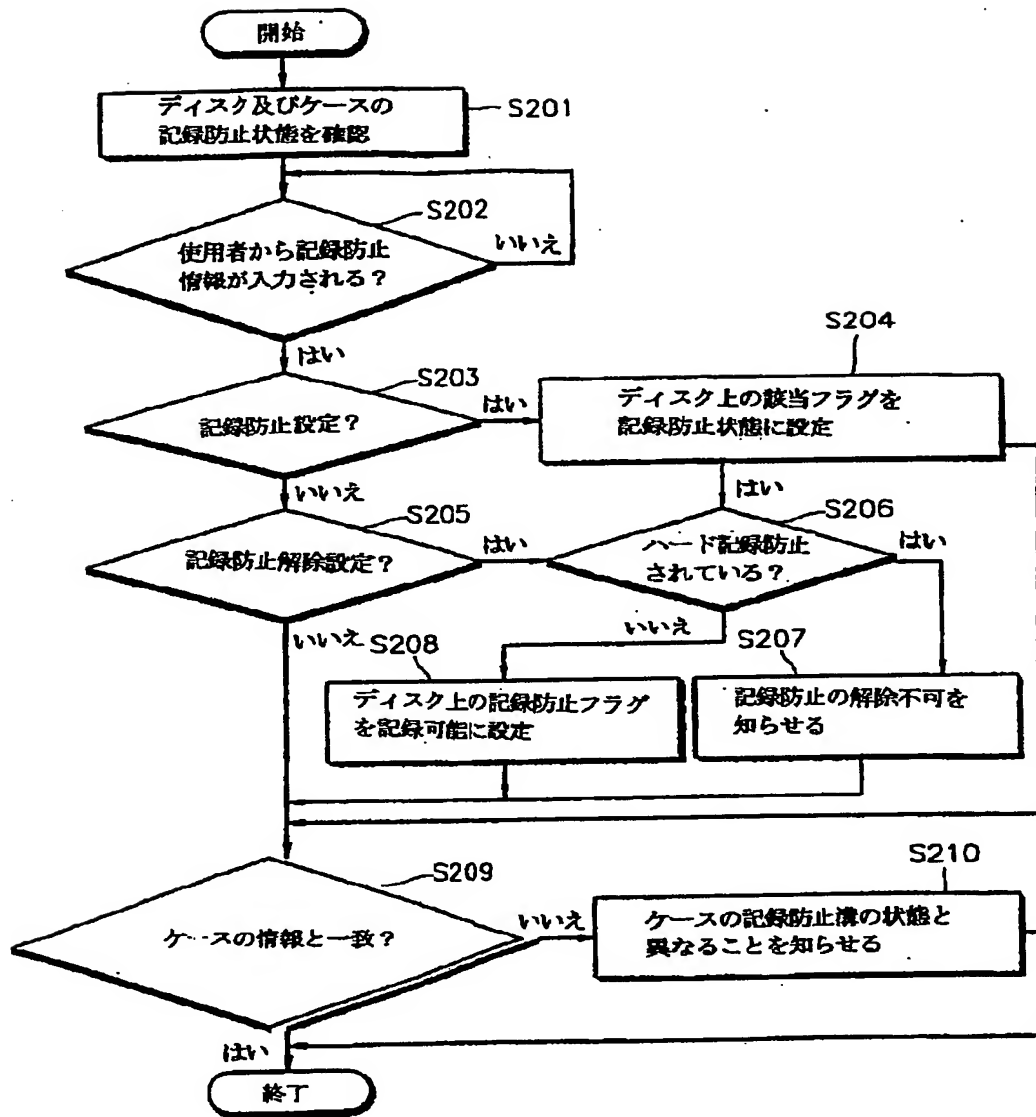 開始
ディスク及びケースの
記録防止状態を確認
S201
S202
使用者から記録防止
情報が入力される？
いいえ
はい
S203
記録防止設定？
はい
S204
ディスク上の該当フラグを
記録防止状態に設定
いいえ
はい
S205
記録防止解除設定？
はい
S206
ハード記録防止
されている？
はい
いいえ
いいえ
S208
ディスク上の記録防止フラグ
を記録可能に設定
S207
記録防止の解除不可を
知らせる
S209
ケースの情報と一致？
いいえ
S210
ケースの記録防止溝の状態と
異なることを知らせる
はい
終了